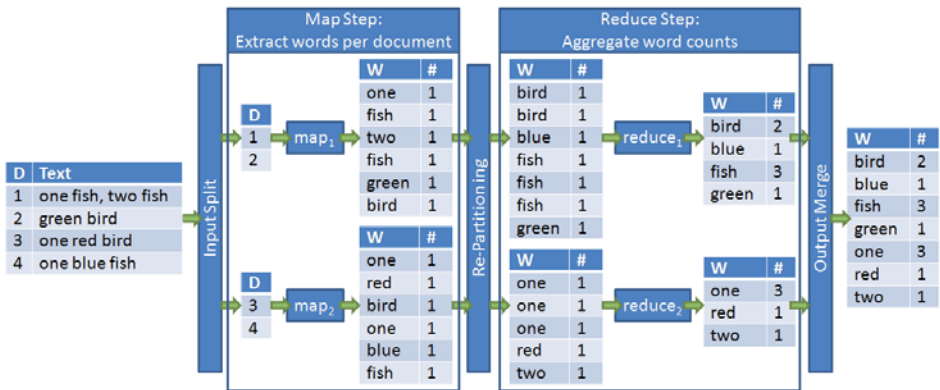 Map Step:
Extract words per document
Reduce Step:
Aggregate word counts
D Text
1 one fish, two fish
2 green bird
3 one red bird
4 one blue fish
Input Split
D
1
2
map1
W #
one 1
fish 1
two 1
fish 1
green 1
bird 1
D
3
4
map2
W #
one 1
red 1
bird 1
one 1
blue 1
fish 1
Re-Partitioning
W #
bird 1
bird 1
blue 1
fish 1
fish 1
fish 1
green 1
reduce1
W #
bird 2
blue 1
fish 3
green 1
W #
one 1
one 1
one 1
red 1
two 1
reduce2
W #
one 3
red 1
two 1
Output Merge
W #
bird 2
blue 1
fish 3
green 1
one 3
red 1
two 1